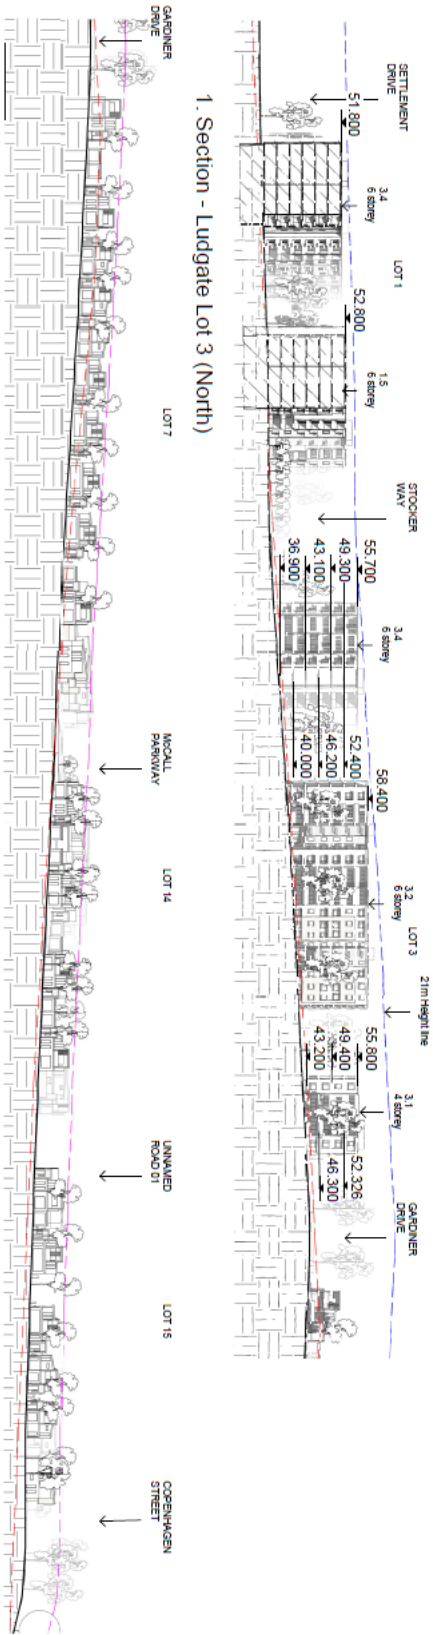 SETTLEMENT
DRIVE
51.800
3.4
6 storey
LOT 1
52.800
1.5
6 storey
STOCKER
WAY
55.700
49.300
43.100
36.900
3.4
6 storey
52.400
46.200
40.000
58.400
3.2
6 storey
LOT 3
21m Height line
55.800
49.400
43.200
3.1
4 storey
52.326
46.300
GARDINER
DRIVE
1. Section - Ludgate Lot 3 (North)
GARDINER
DRIVE
LOT 7
McCALL
PARKWAY
LOT 14
UNNAMED
ROAD 01
LOT 15
COPENHAGEN
STREET